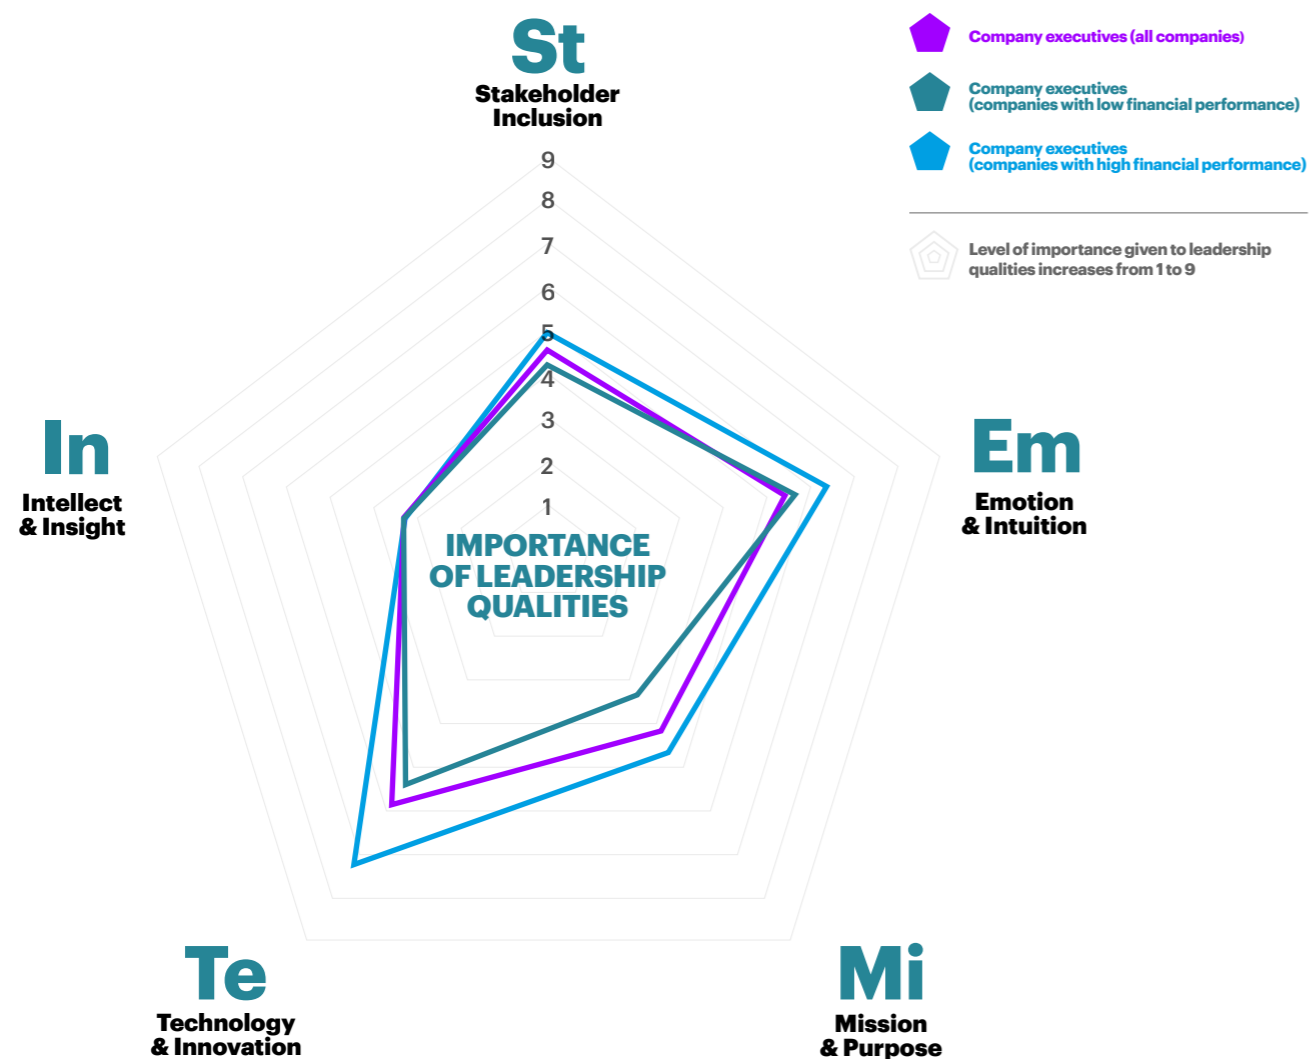 St
Stakeholder
Inclusion
Company executives (all companies)
Company executives
(companies with low financial performance)
Company executives
(companies with high financial performance)
Level of importance given to leadership
qualities increases from 1 to 9
9
8
7
6
5
4
3
2
1
IMPORTANCE
OF LEADERSHIP
QUALITIES
In
Intellect
& Insight
Em
Emotion
& Intuition
Te
Technology
& Innovation
Mi
Mission
& Purpose